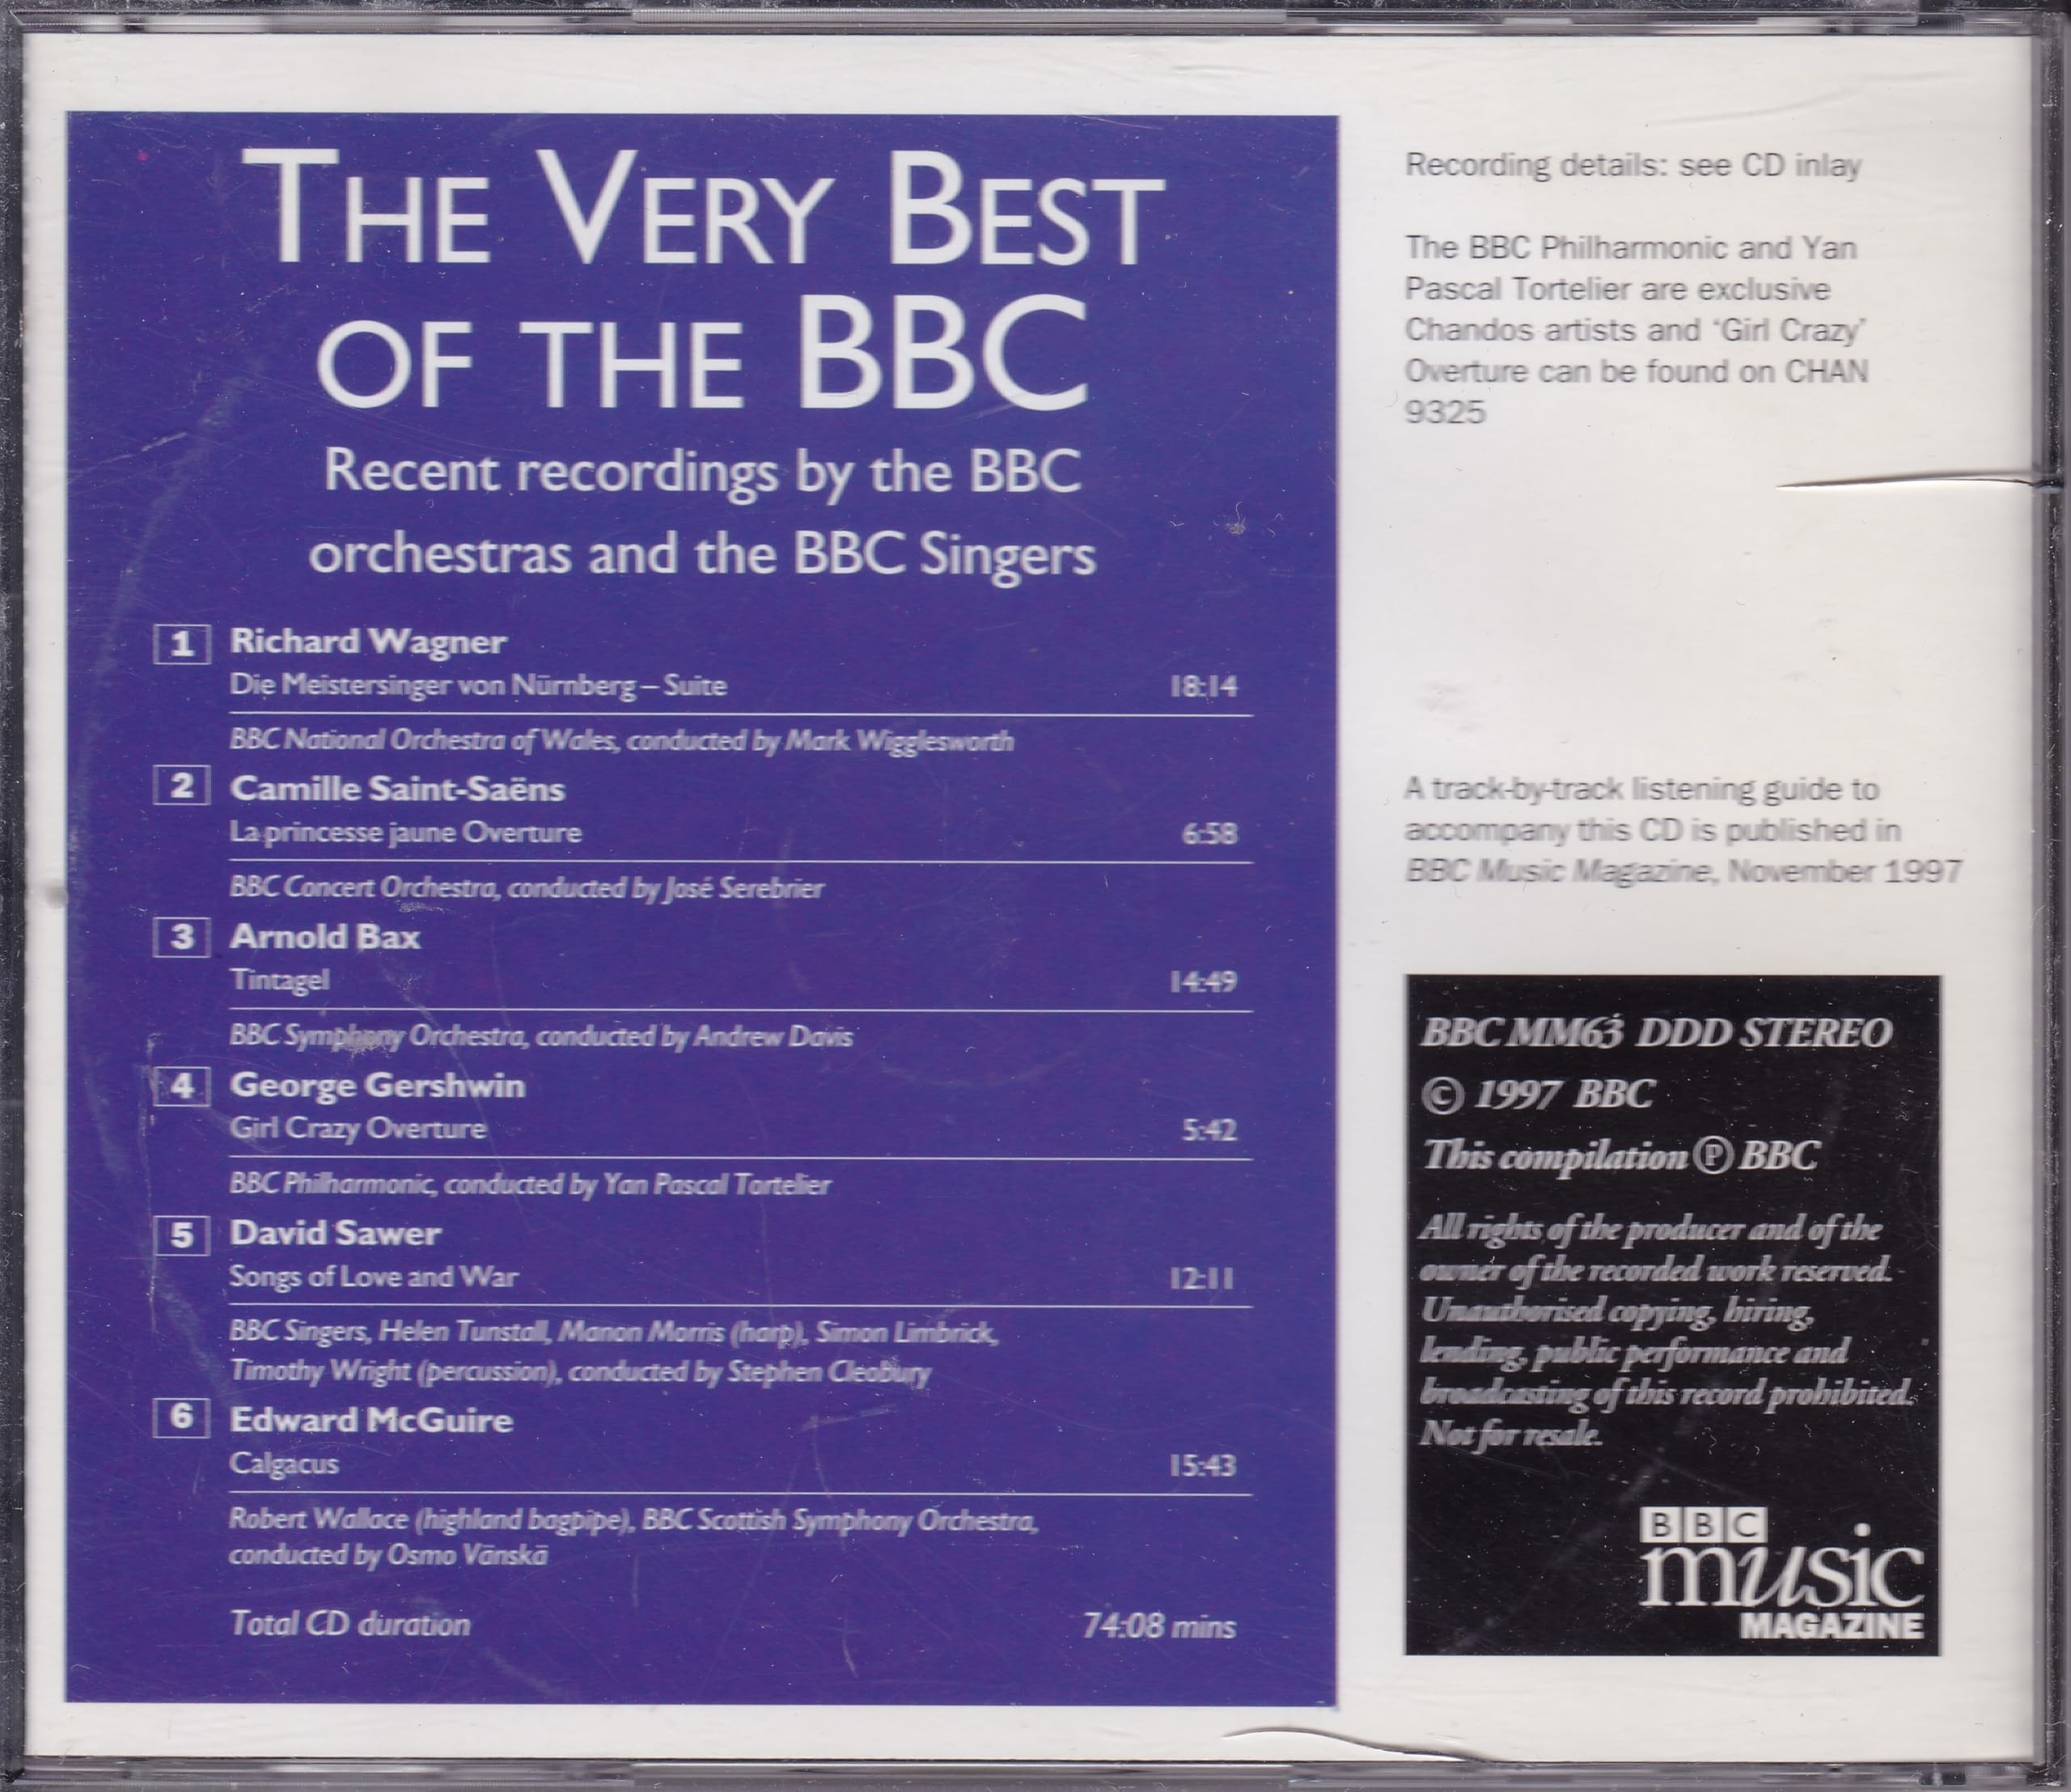 THE VERY BEST
OF THE BBC
Recent recordings by the BBC
orchestras and the BBC Singers
1 Richard Wagner
Die Meistersinger von Nürnberg – Suite 18:14
BBC National Orchestra of Wales, conducted by Mark Wigglesworth
2 Camille Saint-Saëns
La princesse jaune Overture 6:58
BBC Concert Orchestra, conducted by José Serebrier
3 Arnold Bax
Tintagel 14:49
BBC Symphony Orchestra, conducted by Andrew Davis
4 George Gershwin
Girl Crazy Overture 5:42
BBC Philharmonic, conducted by Yan Pascal Tortelier
5 David Sawer
Songs of Love and War 12:11
BBC Singers, Helen Tunstall, Manon Morris (harp), Simon Limbrick,
Timothy Wright (percussion), conducted by Stephen Cleobury
6 Edward McGuire
Calgacus 15:43
Robert Wallace (highland bagpipe), BBC Scottish Symphony Orchestra,
conducted by Osmo Vänskä
Total CD duration 74:08 mins
Recording details: see CD inlay
The BBC Philharmonic and Yan
Pascal Tortelier are exclusive
Chandos artists and ‘Girl Crazy’
Overture can be found on CHAN
9325
A track-by-track listening guide to
accompany this CD is published in
BBC Music Magazine, November 1997
BBC MM63 DDD STEREO
© 1997 BBC
This compilation ℗ BBC
All rights of the producer and of the
owner of the recorded work reserved.
Unauthorised copying, hiring,
lending, public performance and
broadcasting of this record prohibited.
Not for resale.
BBC
music
MAGAZINE